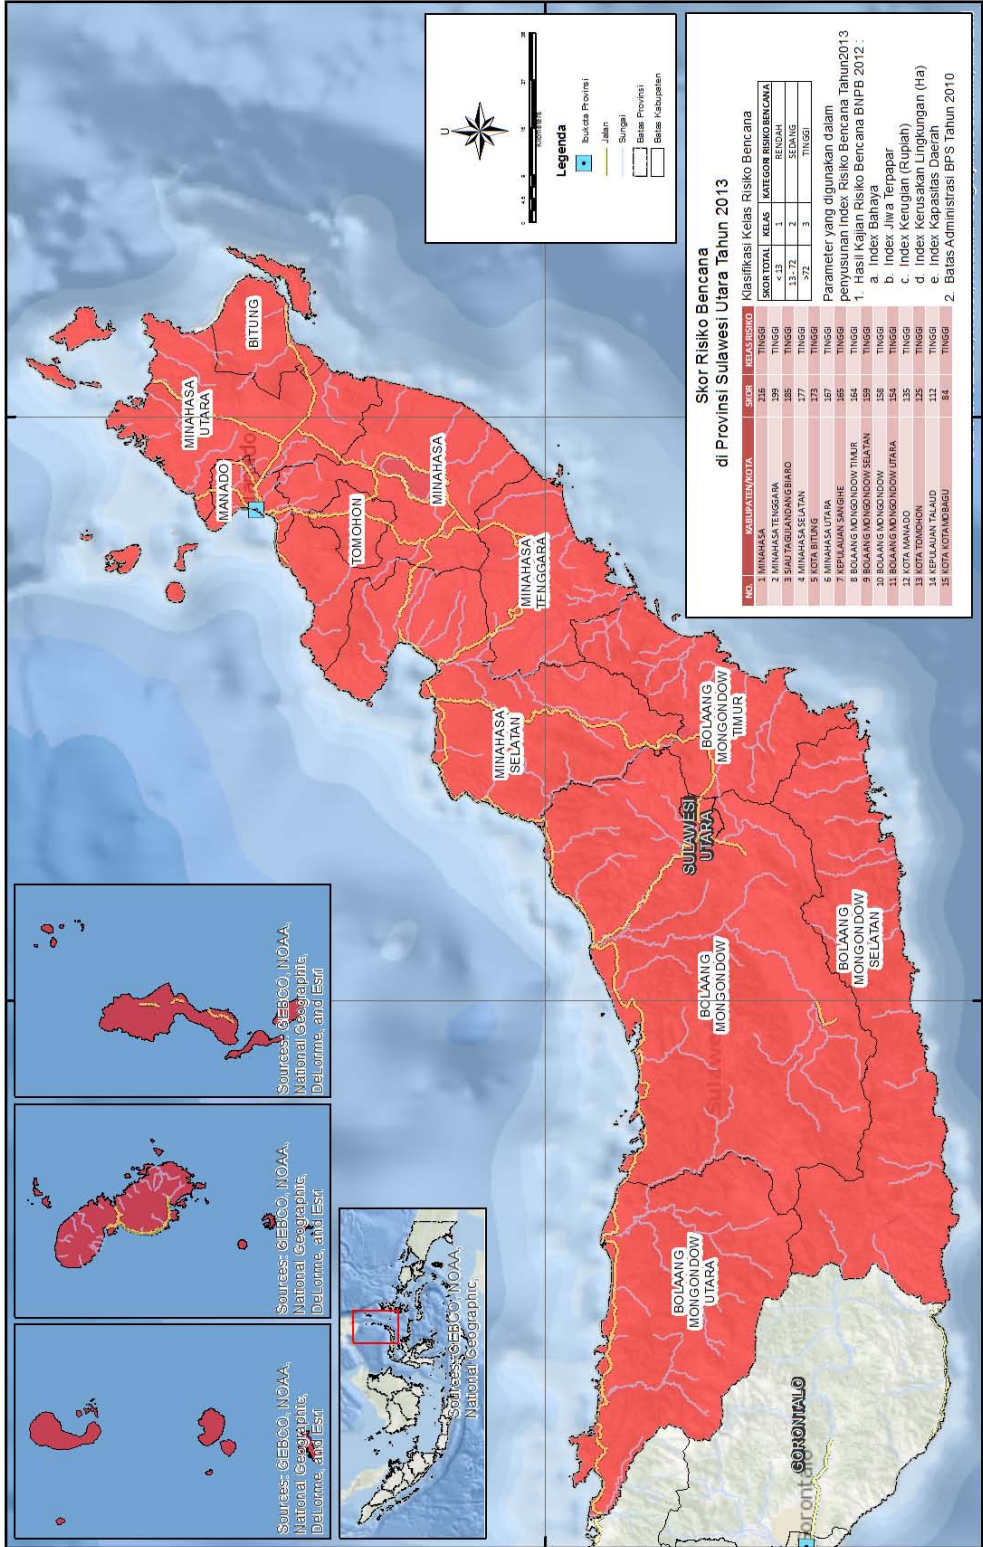 Skor Risiko Bencana
di Provinsi Sulawesi Utara Tahun 2013
NO. KABUPATEN/KOTA SKOR KELAS RISIKO
1 MINAHASA 216 TINGGI
2 MINAHASA TENGGARA 199 TINGGI
3 SIAU TAGULANDANG BIARO 185 TINGGI
4 MINAHASA SELATAN 177 TINGGI
5 KOTA BITUNG 173 TINGGI
6 MINAHASA UTARA 167 TINGGI
7 KEPULAUAN SANGIHE 165 TINGGI
8 BOLAANG MONGONDOW TIMUR 164 TINGGI
9 BOLAANG MONGONDOW SELATAN 159 TINGGI
10 BOLAANG MONGONDOW 158 TINGGI
11 BOLAANG MONGONDOW UTARA 154 TINGGI
12 KOTA MANADO 135 TINGGI
13 KOTA TOMOHON 125 TINGGI
14 KEPULAUAN TALAUD 112 TINGGI
15 KOTA KOTAMOBAGU 84 TINGGI
Klasifikasi Kelas Risiko Bencana
SKOR TOTAL KELAS KATEGORI RISIKO BENCANA
< 13 1 RENDAH
13 - 72 2 SEDANG
>72 3 TINGGI
Parameter yang digunakan dalam
penyusunan Index Risiko Bencana Tahun2013
1. Hasil Kajian Risiko Bencana BNPB 2012 :
a. Index Bahaya
b. Index Jiwa Terpapar
c. Index Kerugian (Rupiah)
d. Index Kerusakan Lingkungan (Ha)
e. Index Kapasitas Daerah
2. Batas Administrasi BPS Tahun 2010
U
0 4.5 9 18 27 36
Kilometers
Legenda
Ibukota Provinsi
Jalan
Sungai
Batas Provinsi
Batas Kabupaten
Sources: GEBCO, NOAA,
National Geographic,
DeLorme, and Esri
Sources: GEBCO, NOAA,
National Geographic,
DeLorme, and Esri
Sources: GEBCO, NOAA,
National Geographic,
DeLorme, and Esri
Sources: GEBCO, NOAA,
National Geographic,
MINAHASA
UTARA
BITUNG
MANADO
TOMOHON
MINAHASA
MINAHASA
TENGGARA
MINAHASA
SELATAN
BOLAANG
MONGONDOW
TIMUR
SULAWESI
UTARA
BOLAANG
MONGONDOW
BOLAANG
MONGONDOW
SELATAN
BOLAANG
MONGONDOW
UTARA
GORONTALO